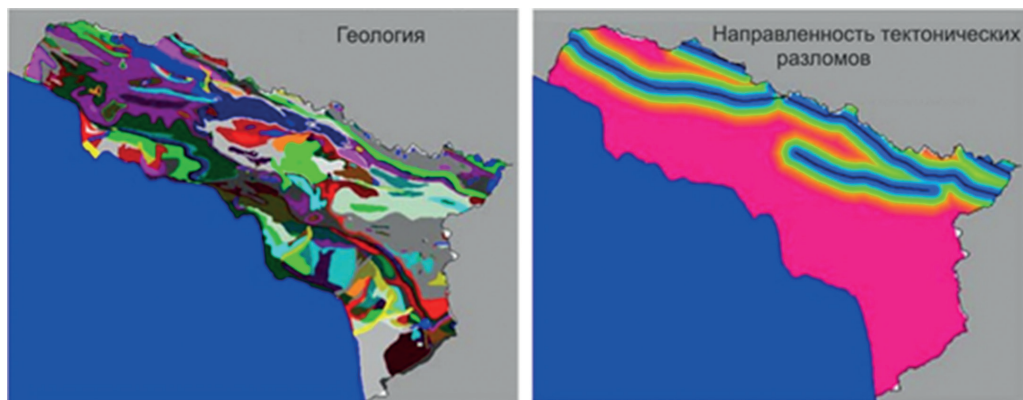 Геология
Направленность тектонических
разломов